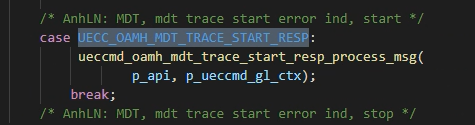 /* AnhLN: MDT, mdt trace start error ind, start */
case UECC_OAMH_MDT_TRACE_START_RESP:
ueccmd_oamh_mdt_trace_start_resp_process_msg(
p_api, p_ueccmd_gl_ctx);
break;
/* AnhLN: MDT, mdt trace start error ind, stop */